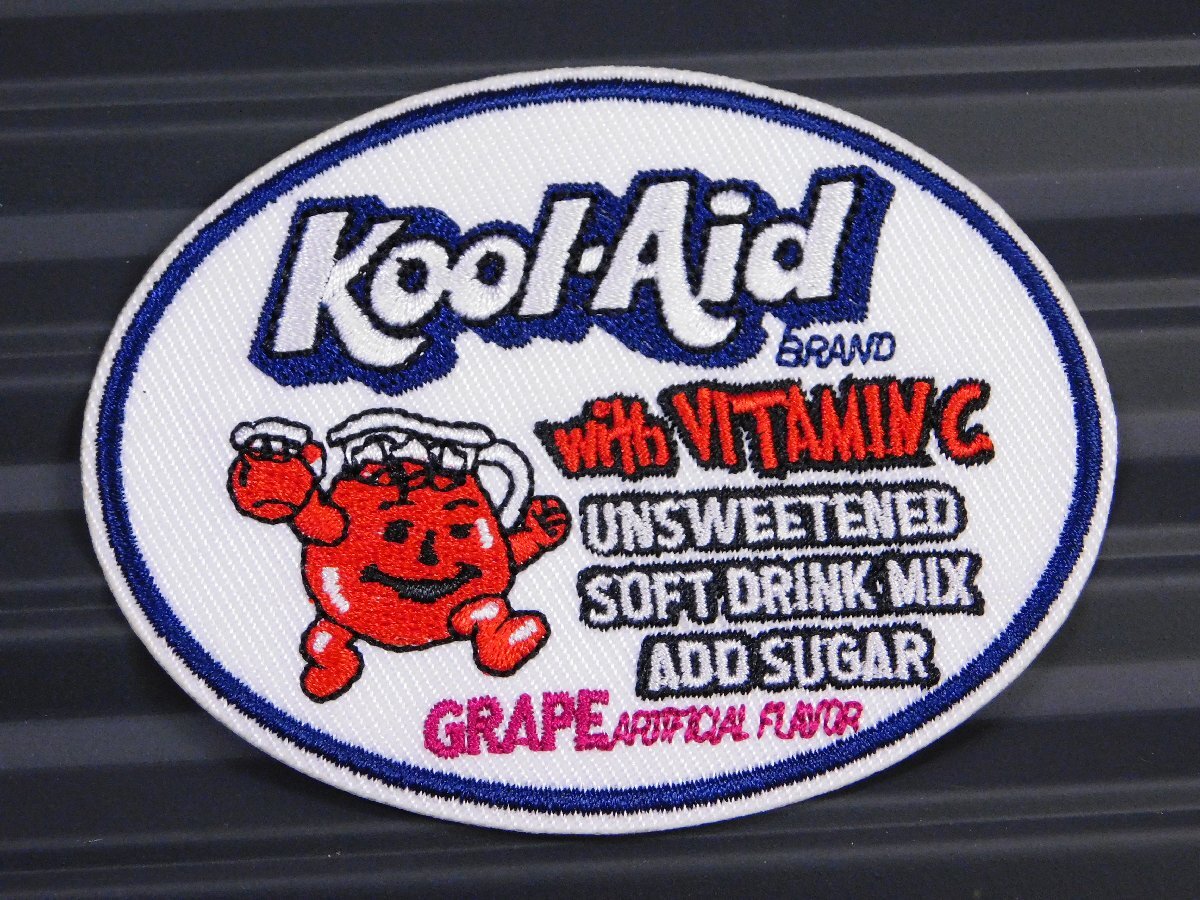 Kool-Aid
BRAND
with VITAMIN C
UNSWEETENED
SOFT DRINK MIX
ADD SUGAR
GRAPE ARTIFICIAL FLAVOR